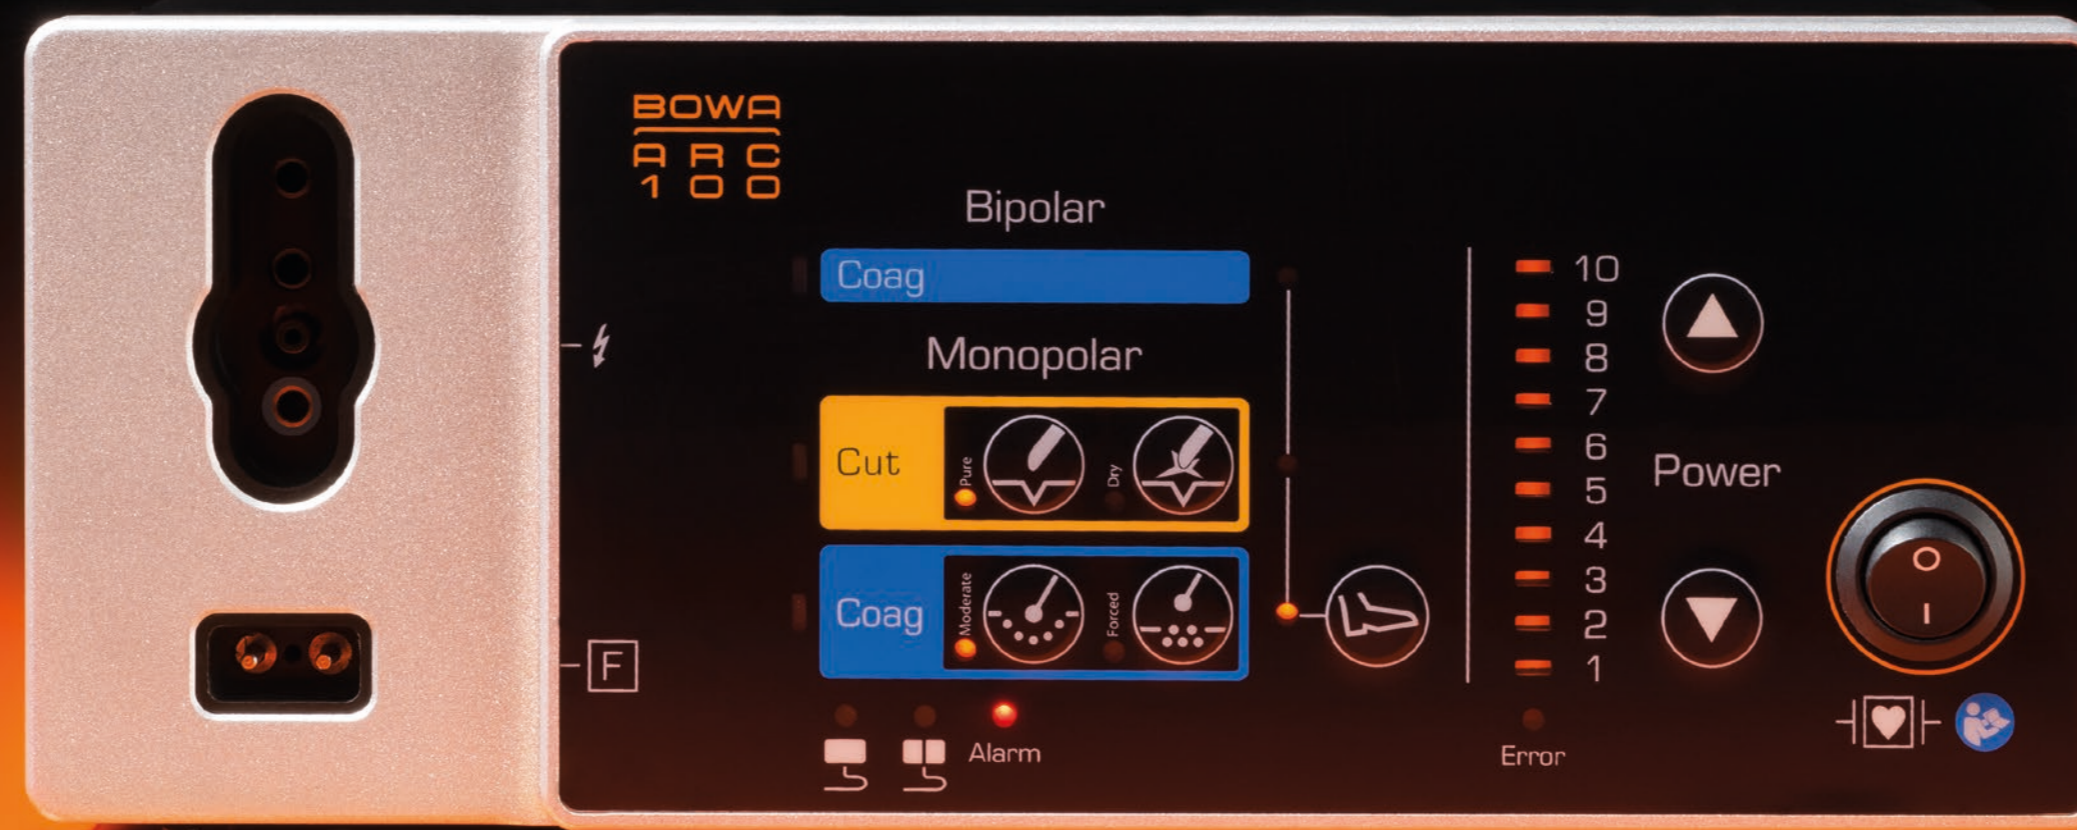 BOWA
ARC
100
Bipolar
Coag
Monopolar
Cut
Pure
Dry
Coag
Moderate
Forced
F
Alarm
10
9
8
7
6
5
4
3
2
1
Error
Power
O
I